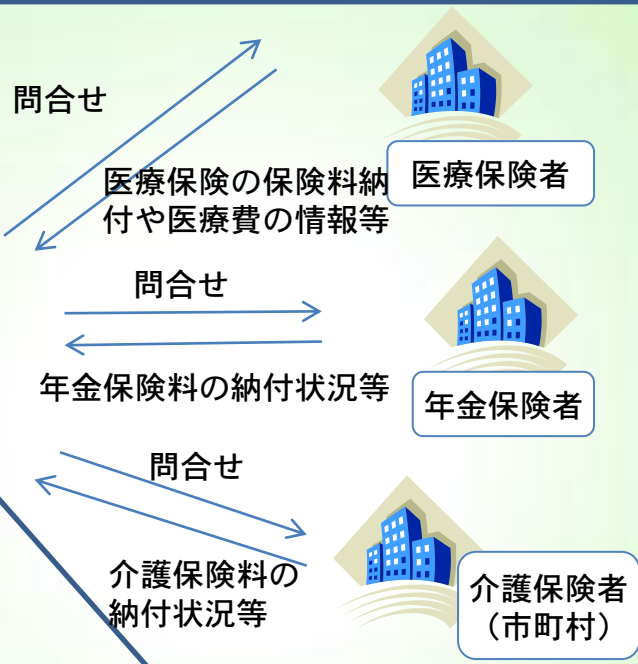 問合せ
医療保険の保険料納
付や医療費の情報等
医療保険者
問合せ
年金保険料の納付状況等
年金保険者
問合せ
介護保険料の
納付状況等
介護保険者
（市町村）